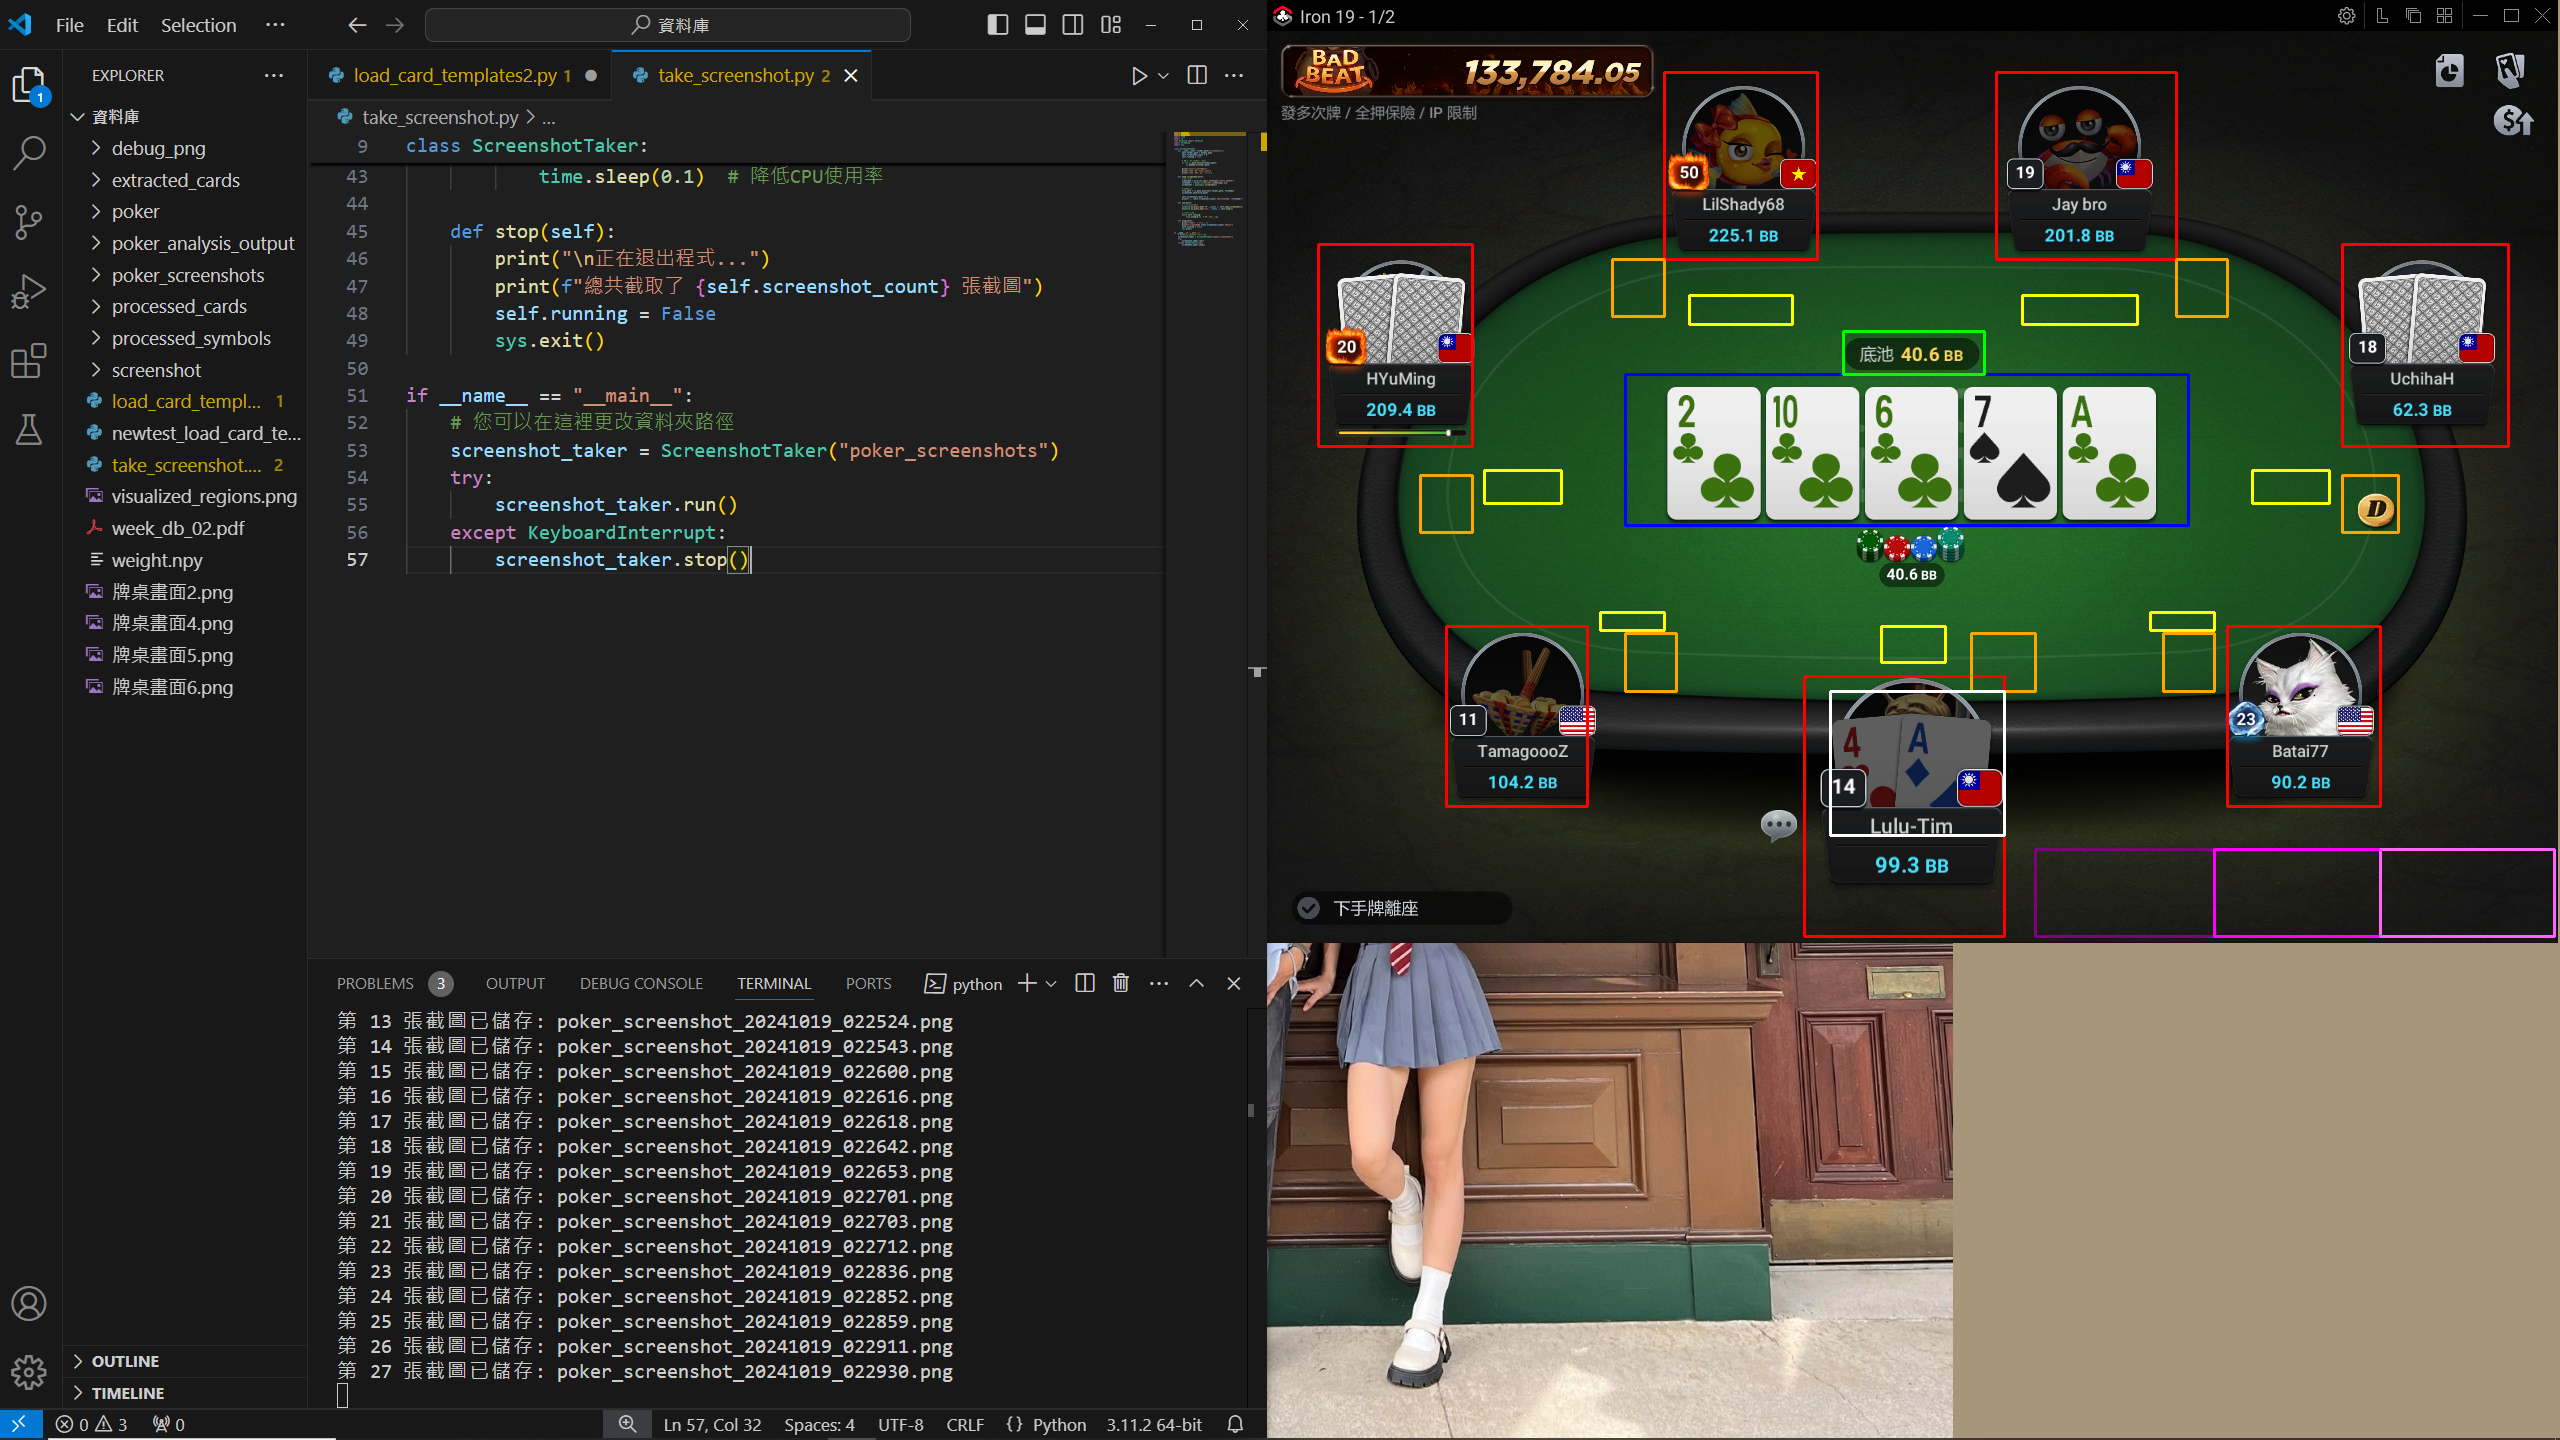 File Edit Selection ···
資料庫
EXPLORER ···
1
資料庫
debug_png
extracted_cards
poker
poker_analysis_output
poker_screenshots
processed_cards
processed_symbols
screenshot
load_card_templ... 1
newtest_load_card_te...
take_screenshot.... 2
visualized_regions.png
week_db_02.pdf
weight.npy
牌桌畫面2.png
牌桌畫面4.png
牌桌畫面5.png
牌桌畫面6.png
OUTLINE
TIMELINE
load_card_templates2.py 1
take_screenshot.py 2
take_screenshot.py > ...
9 class ScreenshotTaker:
43 time.sleep(0.1) # 降低CPU使用率
44
45 def stop(self):
46 print("\n正在退出程式...")
47 print(f"總共截取了 {self.screenshot_count} 張截圖")
48 self.running = False
49 sys.exit()
50
51 if __name__ == "__main__":
52 # 您可以在這裡更改資料夾路徑
53 screenshot_taker = ScreenshotTaker("poker_screenshots")
54 try:
55 screenshot_taker.run()
56 except KeyboardInterrupt:
57 screenshot_taker.stop()
PROBLEMS 3 OUTPUT DEBUG CONSOLE TERMINAL PORTS python
第 13 張截圖已儲存: poker_screenshot_20241019_022524.png
第 14 張截圖已儲存: poker_screenshot_20241019_022543.png
第 15 張截圖已儲存: poker_screenshot_20241019_022600.png
第 16 張截圖已儲存: poker_screenshot_20241019_022616.png
第 17 張截圖已儲存: poker_screenshot_20241019_022618.png
第 18 張截圖已儲存: poker_screenshot_20241019_022642.png
第 19 張截圖已儲存: poker_screenshot_20241019_022653.png
第 20 張截圖已儲存: poker_screenshot_20241019_022701.png
第 21 張截圖已儲存: poker_screenshot_20241019_022703.png
第 22 張截圖已儲存: poker_screenshot_20241019_022712.png
第 23 張截圖已儲存: poker_screenshot_20241019_022836.png
第 24 張截圖已儲存: poker_screenshot_20241019_022852.png
第 25 張截圖已儲存: poker_screenshot_20241019_022859.png
第 26 張截圖已儲存: poker_screenshot_20241019_022911.png
第 27 張截圖已儲存: poker_screenshot_20241019_022930.png
0 3 0
Ln 57, Col 32 Spaces: 4 UTF-8 CRLF {} Python 3.11.2 64-bit
Iron 19 - 1/2
BAD BEAT 133,784.05
發多次牌 / 全押保險 / IP 限制
50
LilShady68
225.1 BB
19
Jay bro
201.8 BB
20
HYuMing
209.4 BB
18
UchihaH
62.3 BB
底池 40.6 BB
2 10 6 7 A
D
40.6 BB
11
TamagoooZ
104.2 BB
4 A
14
Lulu-Tim
99.3 BB
23
Batai77
90.2 BB
下手牌離座